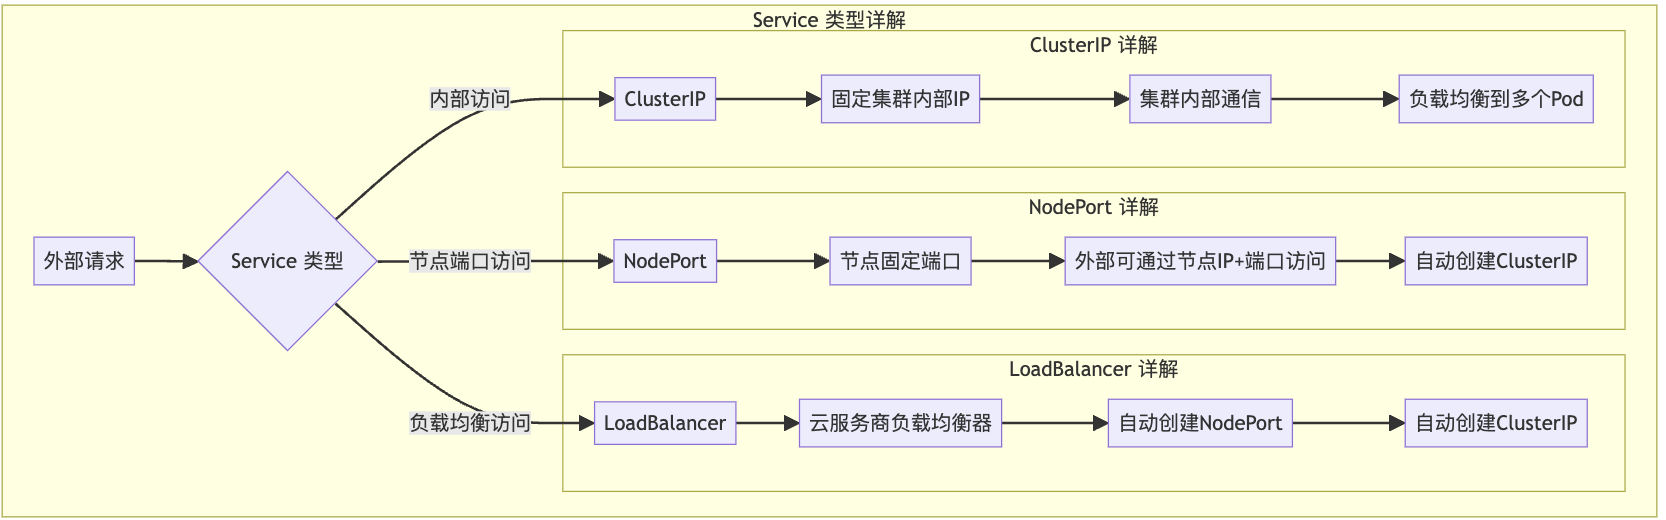 Service 类型详解
ClusterIP 详解
内部访问
ClusterIP
固定集群内部IP
集群内部通信
负载均衡到多个Pod
NodePort 详解
外部请求
Service 类型
节点端口访问
NodePort
节点固定端口
外部可通过节点IP+端口访问
自动创建ClusterIP
LoadBalancer 详解
负载均衡访问
LoadBalancer
云服务商负载均衡器
自动创建NodePort
自动创建ClusterIP